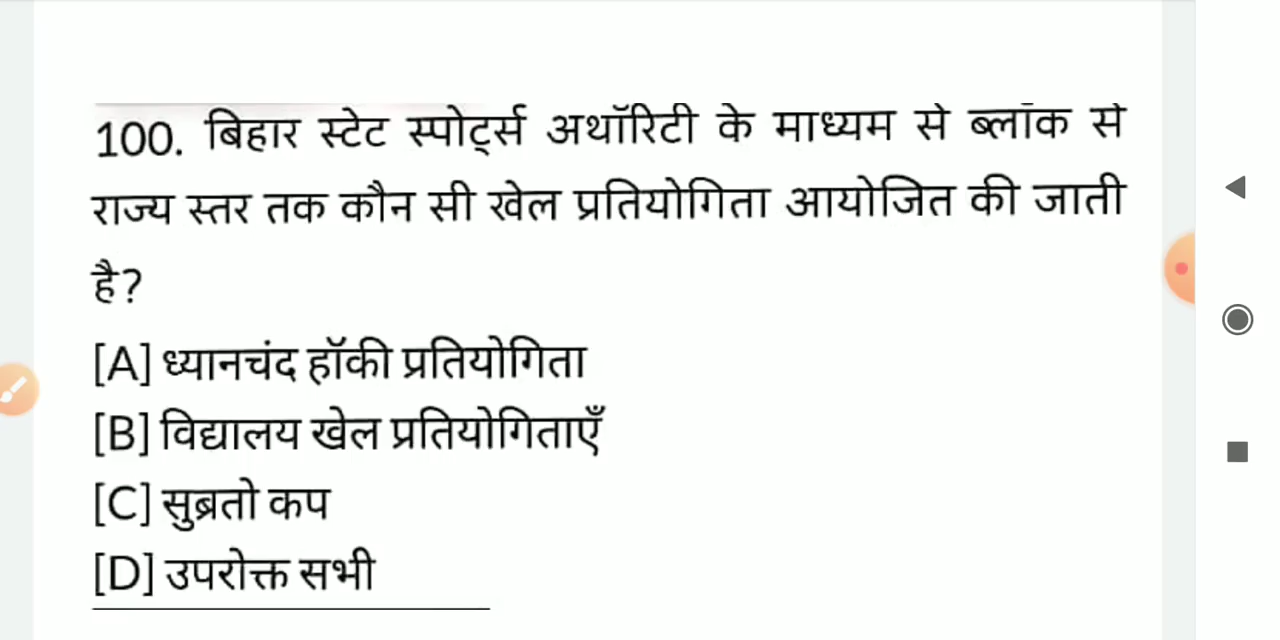 100. बिहार स्टेट स्पोर्ट्स अथॉरिटी के माध्यम से ब्लॉक से
राज्य स्तर तक कौन सी खेल प्रतियोगिता आयोजित की जाती
है?
[A] ध्यानचंद हॉकी प्रतियोगिता
[B] विद्यालय खेल प्रतियोगिताएँ
[C] सुब्रतो कप
[D] उपरोक्त सभी